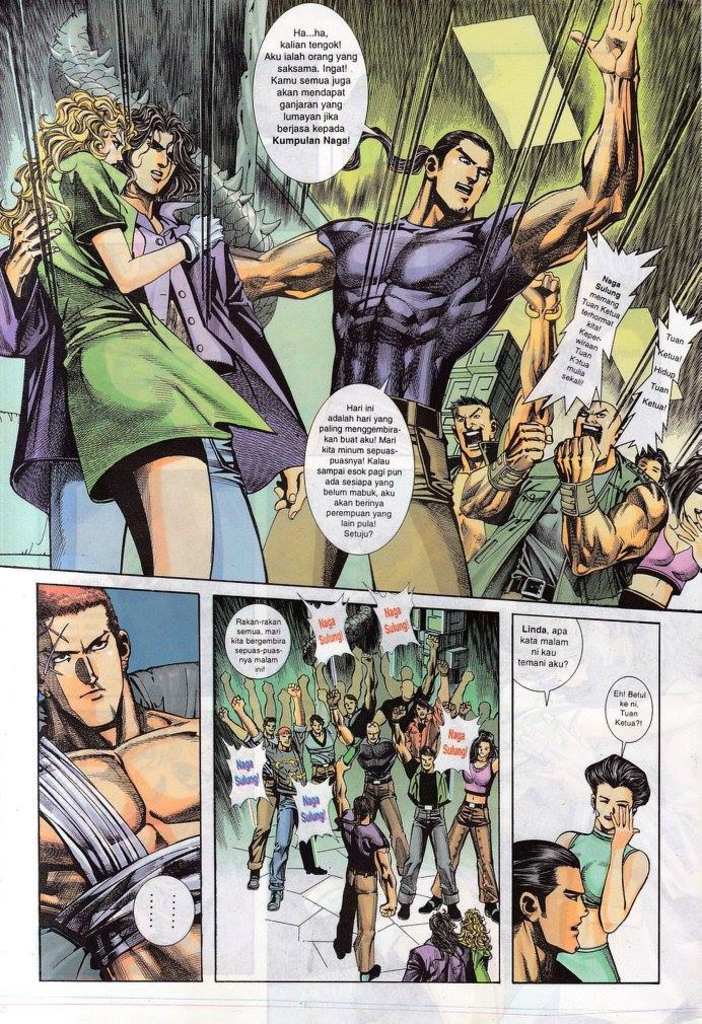 Ha...ha,
kalian tengok!
Aku ialah orang yang
saksama. Ingat!
Kamu semua juga
akan mendapat
ganjaran yang
lumayan jika
berjasa kepada
Kumpulan Naga!
Naga
Sulung
memang
Tuan Ketua
terhormat
kita!
Keper-
wiraan
Tuan
Ketua
mulia
sekali!
Tuan
Ketua!
Hidup
Tuan
Ketua!
Hari ini
adalah hari yang
paling menggembira-
kan buat aku! Mari
kita minum sepuas-
puasnya! Kalau
sampai esok pagi pun
ada sesiapa yang
belum mabuk, aku
akan berinya
perempuan yang
lain pula!
Setuju?
......
Rakan-rakan,
mari kita
bergembira
sepuas-puas-
nya malam
ini!
Naga
Sulung!
Naga
Sulung!
Naga
Sulung!
Naga
Sulung!
Naga
Sulung!
Linda, apa
kata malam
ni kau
temani aku?
Eh! Betul
ke ni,
Tuan
Ketua?!